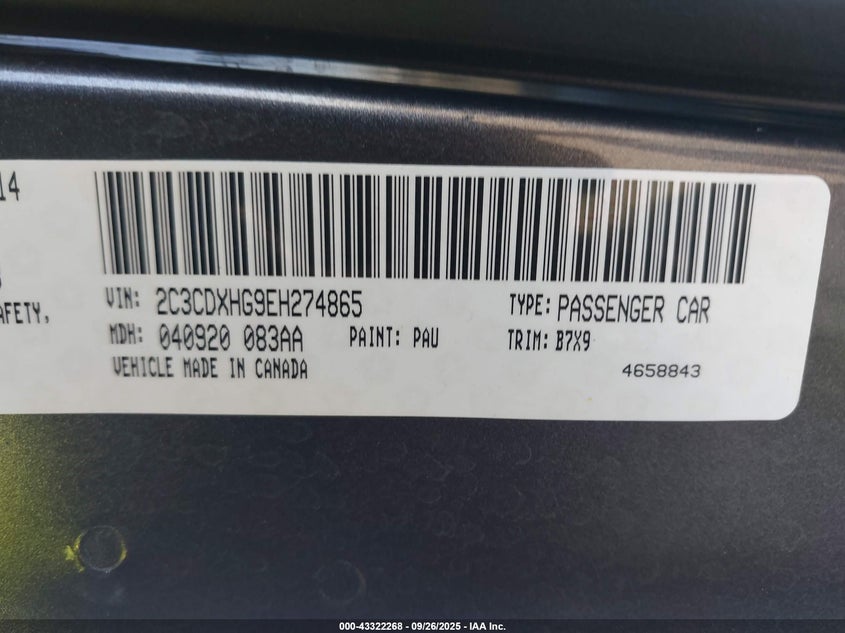 14
AFETY,
VIN: 2C3CDXHG9EH274865 TYPE: PASSENGER CAR
MDH: 040920 083AA PAINT: PAU TRIM: B7X9
VEHICLE MADE IN CANADA 4658843
000-43322268 - 09/26/2025 - IAA Inc.